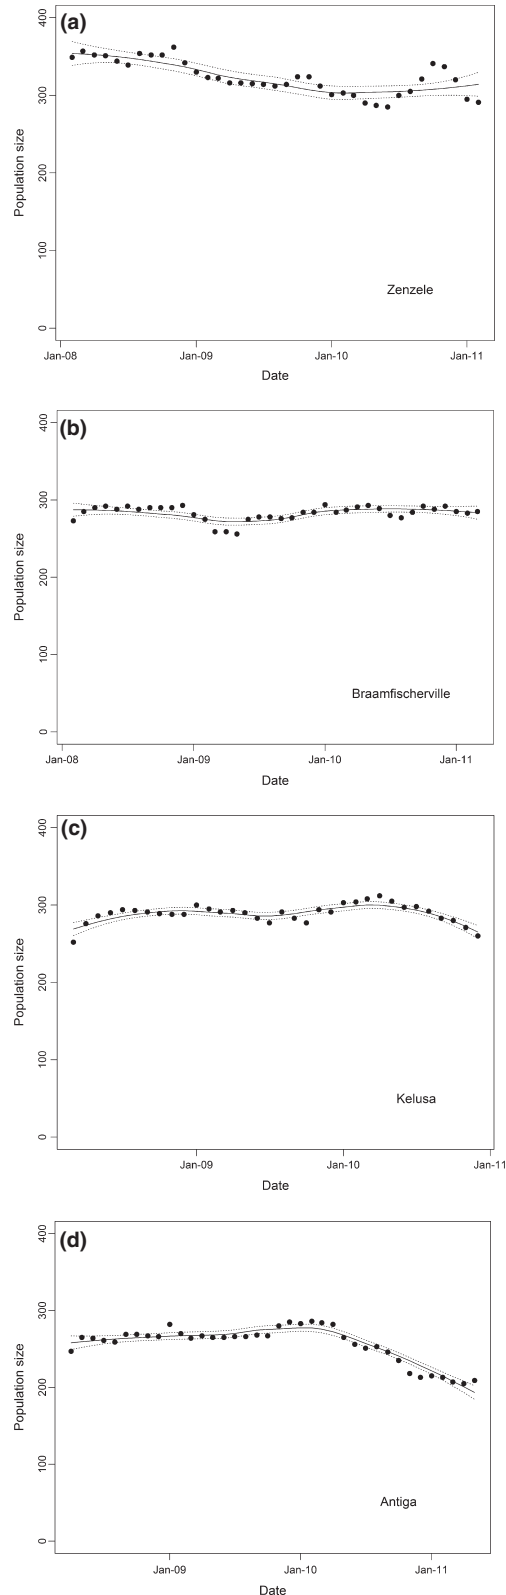 (a)
400
300
200
100
0
Population size
Zenzele
Jan-08 Jan-09 Jan-10 Jan-11
Date
(b)
400
300
200
100
0
Population size
Braamfischerville
Jan-08 Jan-09 Jan-10 Jan-11
Date
(c)
400
300
200
100
0
Population size
Kelusa
Jan-09 Jan-10 Jan-11
Date
(d)
400
300
200
100
0
Population size
Antiga
Jan-09 Jan-10 Jan-11
Date